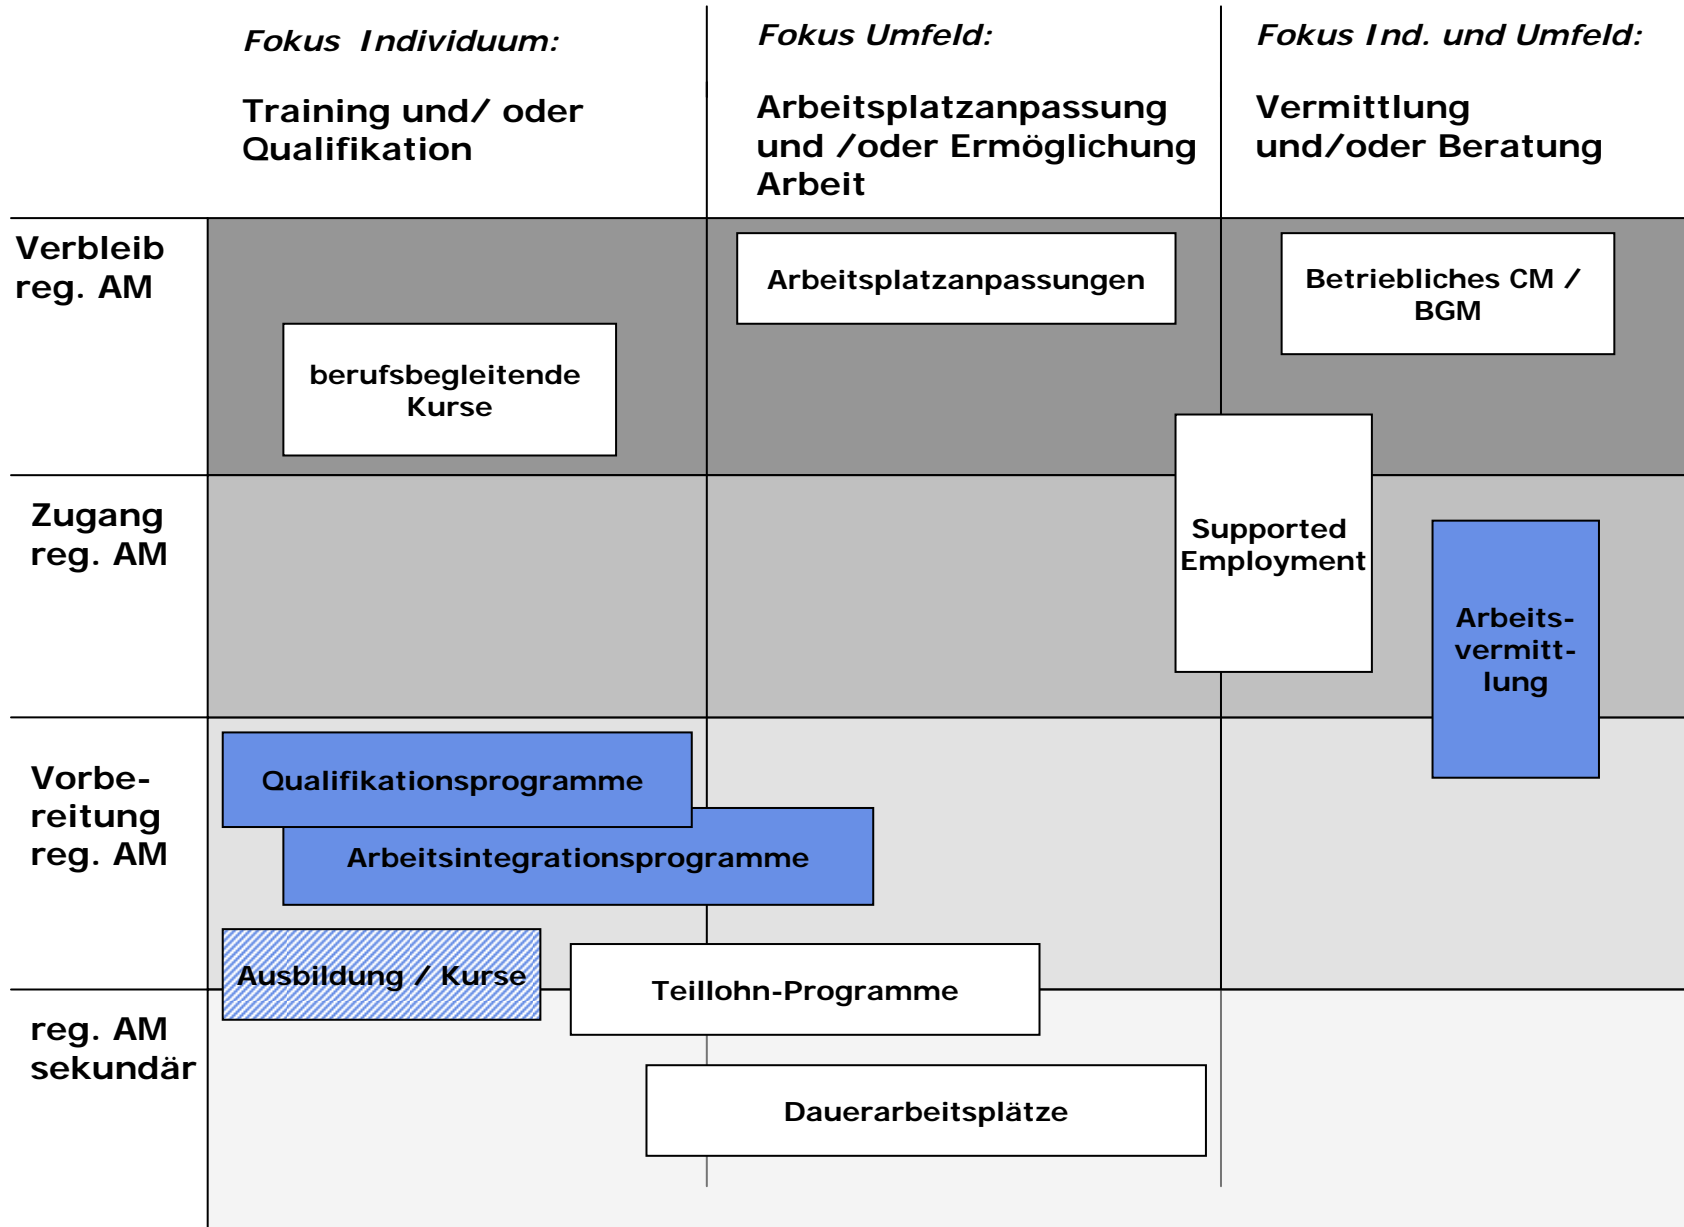 Fokus Individuum:
Training und/ oder
Qualifikation
Fokus Umfeld:
Arbeitsplatzanpassung
und /oder Ermöglichung
Arbeit
Fokus Ind. und Umfeld:
Vermittlung
und/oder Beratung
Verbleib
reg. AM
berufsbegleitende
Kurse
Arbeitsplatzanpassungen
Betriebliches CM /
BGM
Zugang
reg. AM
Supported
Employment
Arbeits-
vermitt-
lung
Vorbe-
reitung
reg. AM
Qualifikationsprogramme
Arbeitsintegrationsprogramme
Ausbildung / Kurse
Teillohn-Programme
reg. AM
sekundär
Dauerarbeitsplätze